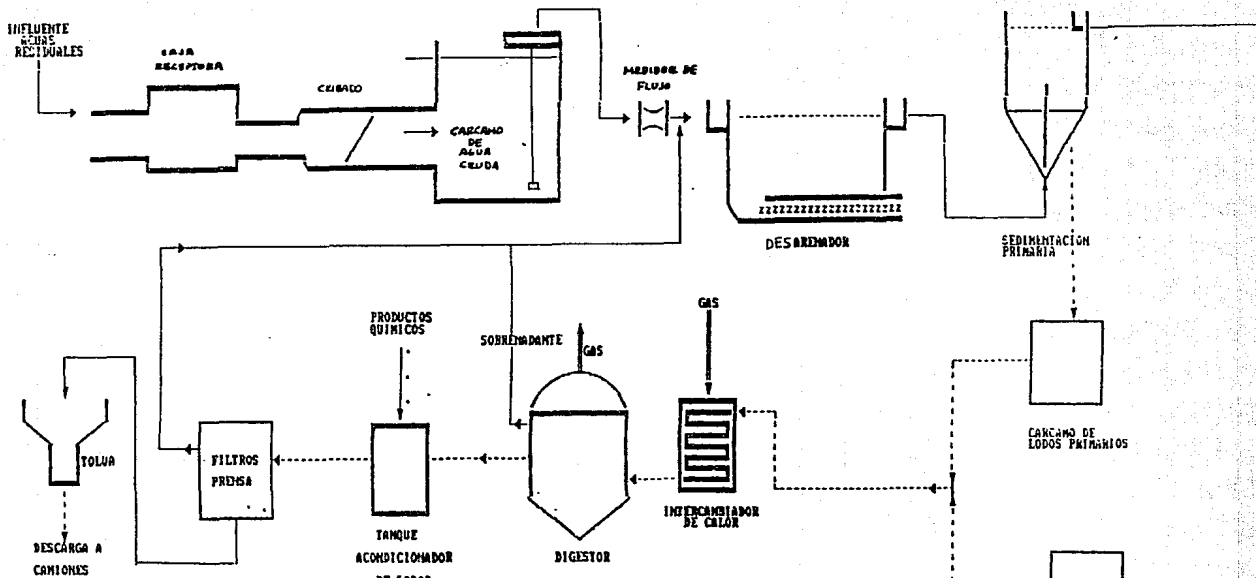 INFLUENTE
AGUAS
RESIDUALES
CAJA
RECEPTORA
CRIBADO
CARCAMO
DE
AGUA
CRUDA
MEDIDOR DE
FLUJO
DESARENADOR
SEDIMENTACION
PRIMARIA
CARCAMO DE
LODOS PRIMARIOS
GAS
INTERCAMBIADOR
DE CALOR
SOBRENADANTE
GAS
DIGESTOR
PRODUCTOS
QUIMICOS
TANQUE
ACONDICIONADOR
FILTROS
PRENSA
TOLVA
DESCARGA A
CAMIONES